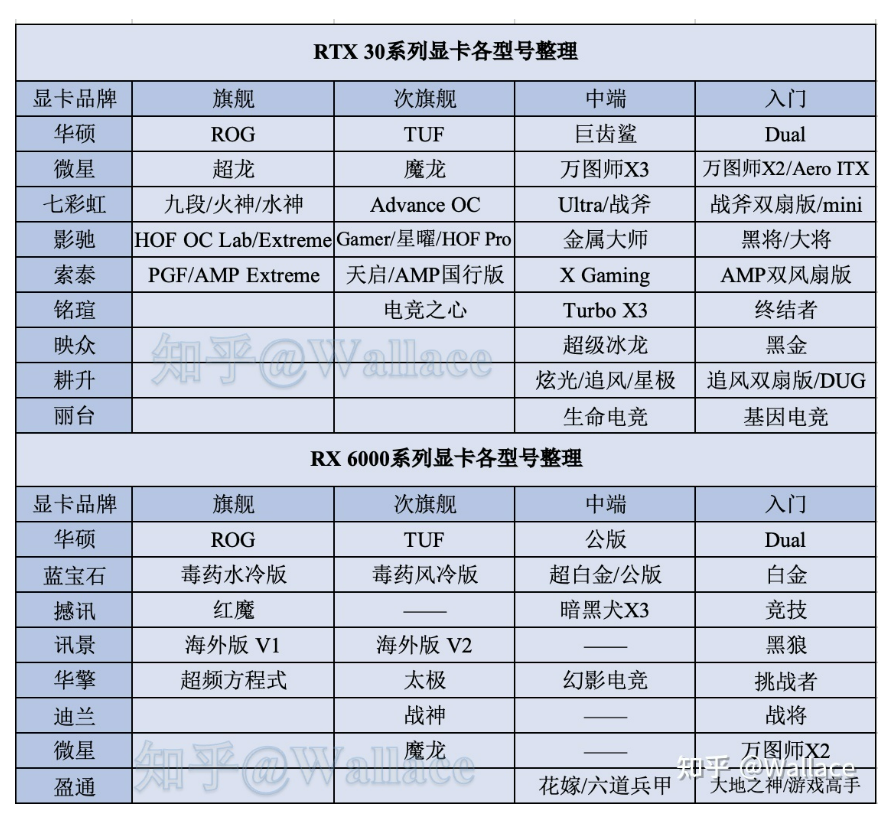 RTX 30系列显卡各型号整理
显卡品牌 旗舰 次旗舰 中端 入门
华硕 ROG TUF 巨齿鲨 Dual
微星 超龙 魔龙 万图师X3 万图师X2/Aero ITX
七彩虹 九段/火神/水神 Advance OC Ultra/战斧 战斧双扇版/mini
影驰 HOF OC Lab/Extreme Gamer/星曜/HOF Pro 金属大师 黑将/大将
索泰 PGF/AMP Extreme 天启/AMP国行版 X Gaming AMP双风扇版
铭瑄 电竞之心 Turbo X3 终结者
映众 超级冰龙 黑金
耕升 炫光/追风/星极 追风双扇版/DUG
丽台 生命电竞 基因电竞
知乎@Wallace
RX 6000系列显卡各型号整理
显卡品牌 旗舰 次旗舰 中端 入门
华硕 ROG TUF 公版 Dual
蓝宝石 毒药水冷版 毒药风冷版 超白金/公版 白金
撼讯 红魔 —— 暗黑犬X3 竞技
讯景 海外版 V1 海外版 V2 —— 黑狼
华擎 超频方程式 太极 幻影电竞 挑战者
迪兰 战神 —— 战将
微星 魔龙 —— 万图师X2
盈通 花嫁/六道兵甲 大地之神/游戏高手
知乎@Wallace
知乎 @Wallace